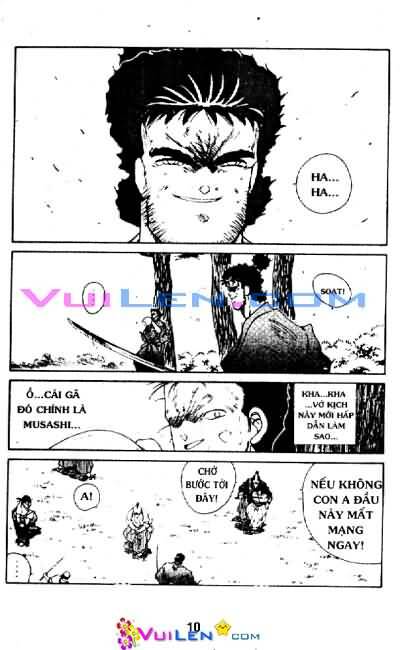 HA...
HA...
SOẠT!
VUILEN.COM
KHA...KHA
...VỞ KỊCH
NÀY MỚI HẤP
DẪN LÀM
SAO...
Ồ...CÁI GÃ
ĐÓ CHÍNH LÀ
MUSASHI...
CHỚ
BƯỚC TỚI
ĐÂY!
A!
NẾU KHÔNG
CON A ĐẦU
NÀY MẤT
MẠNG
NGAY!
10
VUILEN.COM